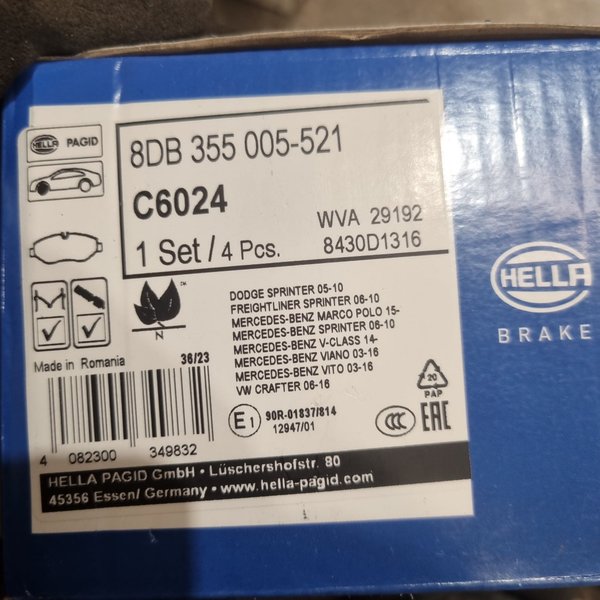 HELLA PAGID
8DB 355 005-521
C6024
WVA 29192
1 Set / 4 Pcs. 8430D1316
™
N
DODGE SPRINTER 05-10
FREIGHTLINER SPRINTER 06-10
MERCEDES-BENZ MARCO POLO 15-
MERCEDES-BENZ SPRINTER 06-10
MERCEDES-BENZ V-CLASS 14-
MERCEDES-BENZ VIANO 03-16
MERCEDES-BENZ VITO 03-16
VW CRAFTER 06-16
Made in Romania 36/23
E1 90R-01837/814
12947/01
20
PAP
CCC EAC
4 082300 349832
HELLA PAGID GmbH • Lüschershofstr. 80
45356 Essen/ Germany • www.hella-pagid.com
HELLA
BRAKE